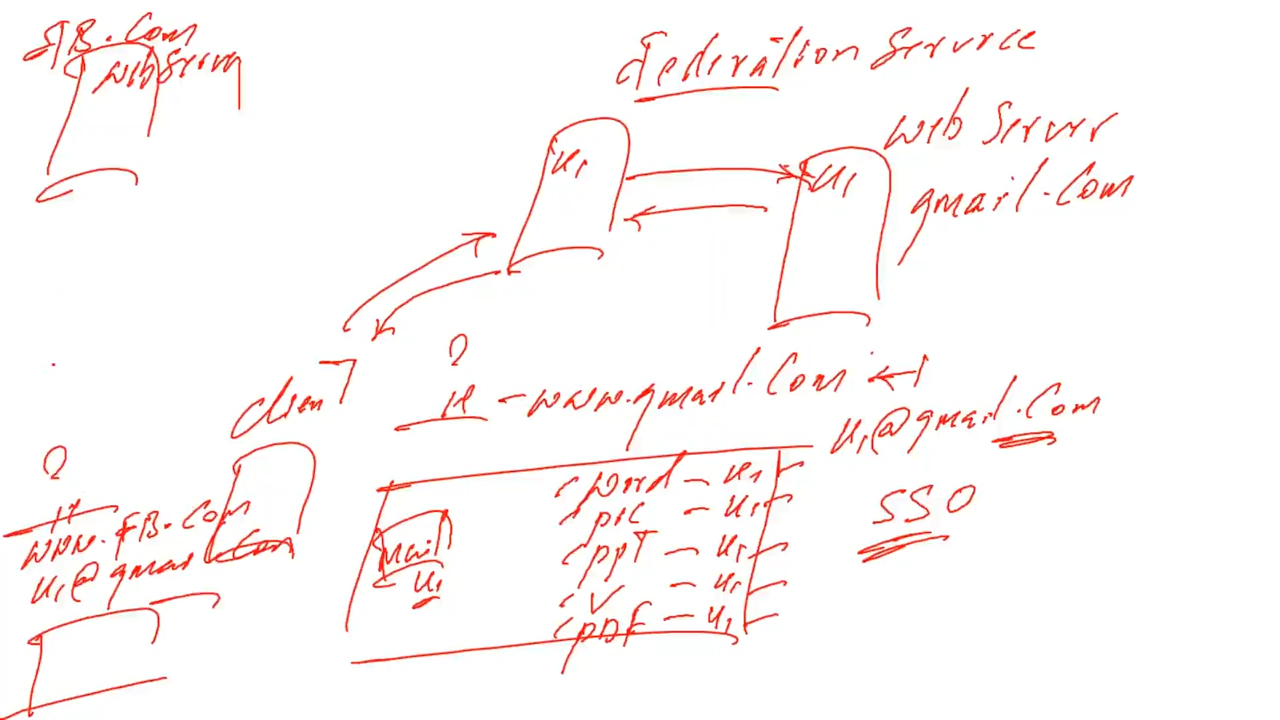 FB.Com
Web Server
Federation Service
Web Server
gmail.Com
u1
u1
Client
www.gmail.Com
u1@gmail.Com
SSO
Word - u1
PIC - u1
PPT - u1
V - u1
PDF - u1
Mail
u1
www.FB.Com
u1@gmail.Com